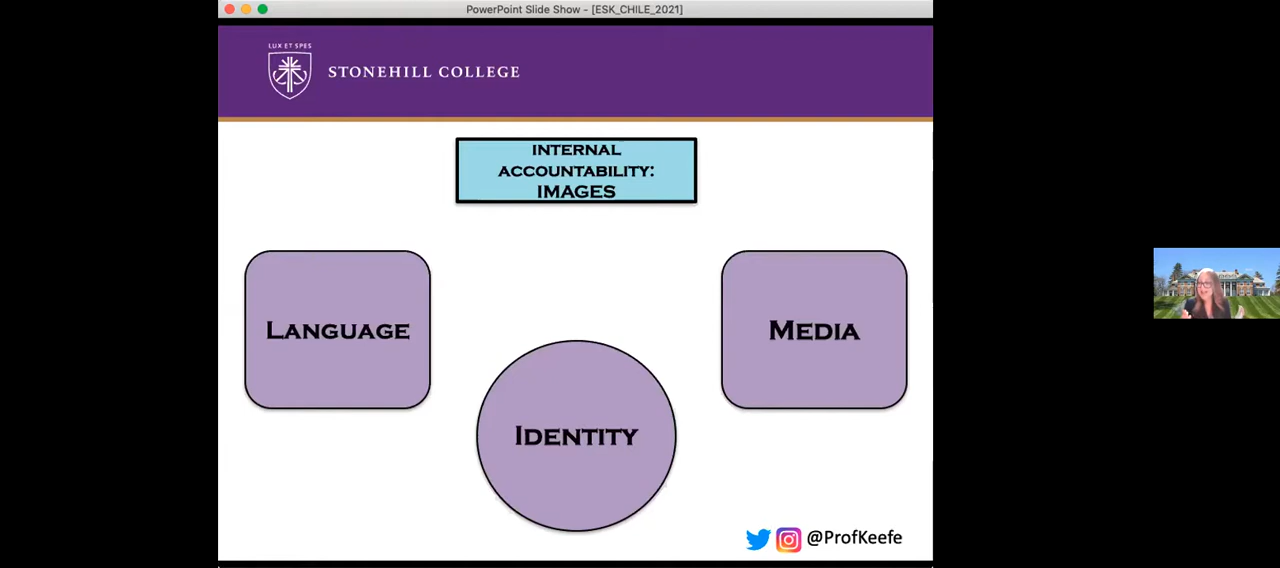 PowerPoint Slide Show - [ESK_CHILE_2021]
LUX ET SPES
STONEHILL COLLEGE
INTERNAL
ACCOUNTABILITY:
IMAGES
LANGUAGE
MEDIA
IDENTITY
@ProfKeefe